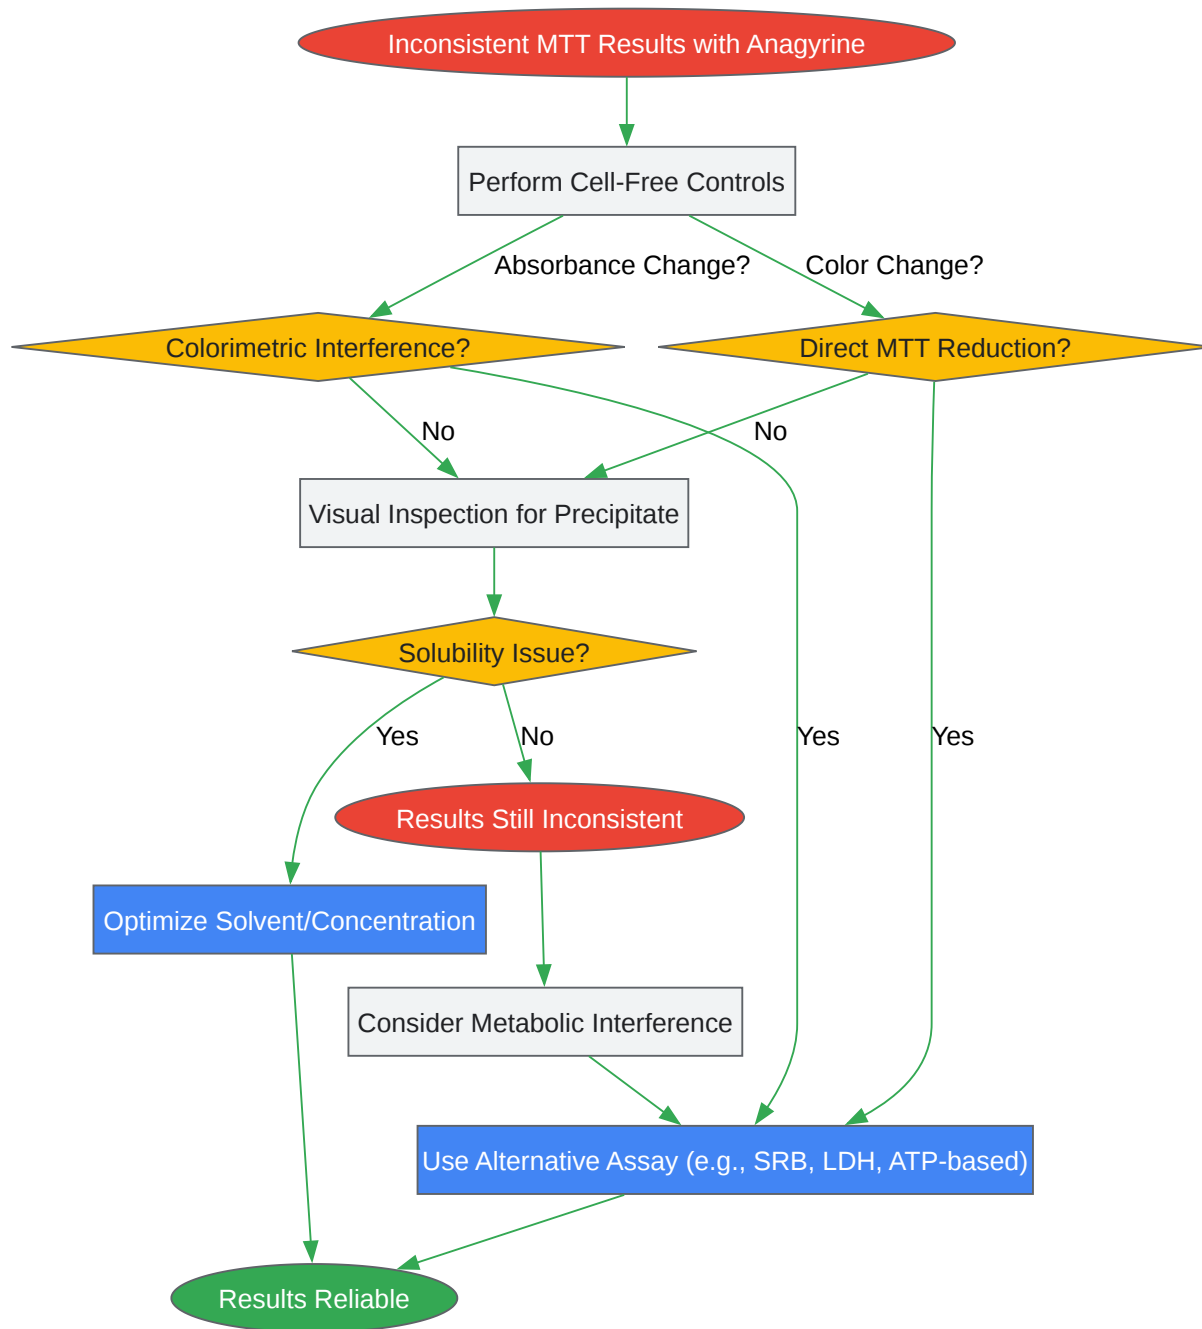 Inconsistent MTT Results with Anagyrine
Perform Cell-Free Controls
Absorbance Change?
Color Change?
Colorimetric Interference?
Direct MTT Reduction?
No
No
Visual Inspection for Precipitate
Solubility Issue?
Yes
No
Yes
Yes
Results Still Inconsistent
Optimize Solvent/Concentration
Consider Metabolic Interference
Use Alternative Assay (e.g., SRB, LDH, ATP-based)
Results Reliable